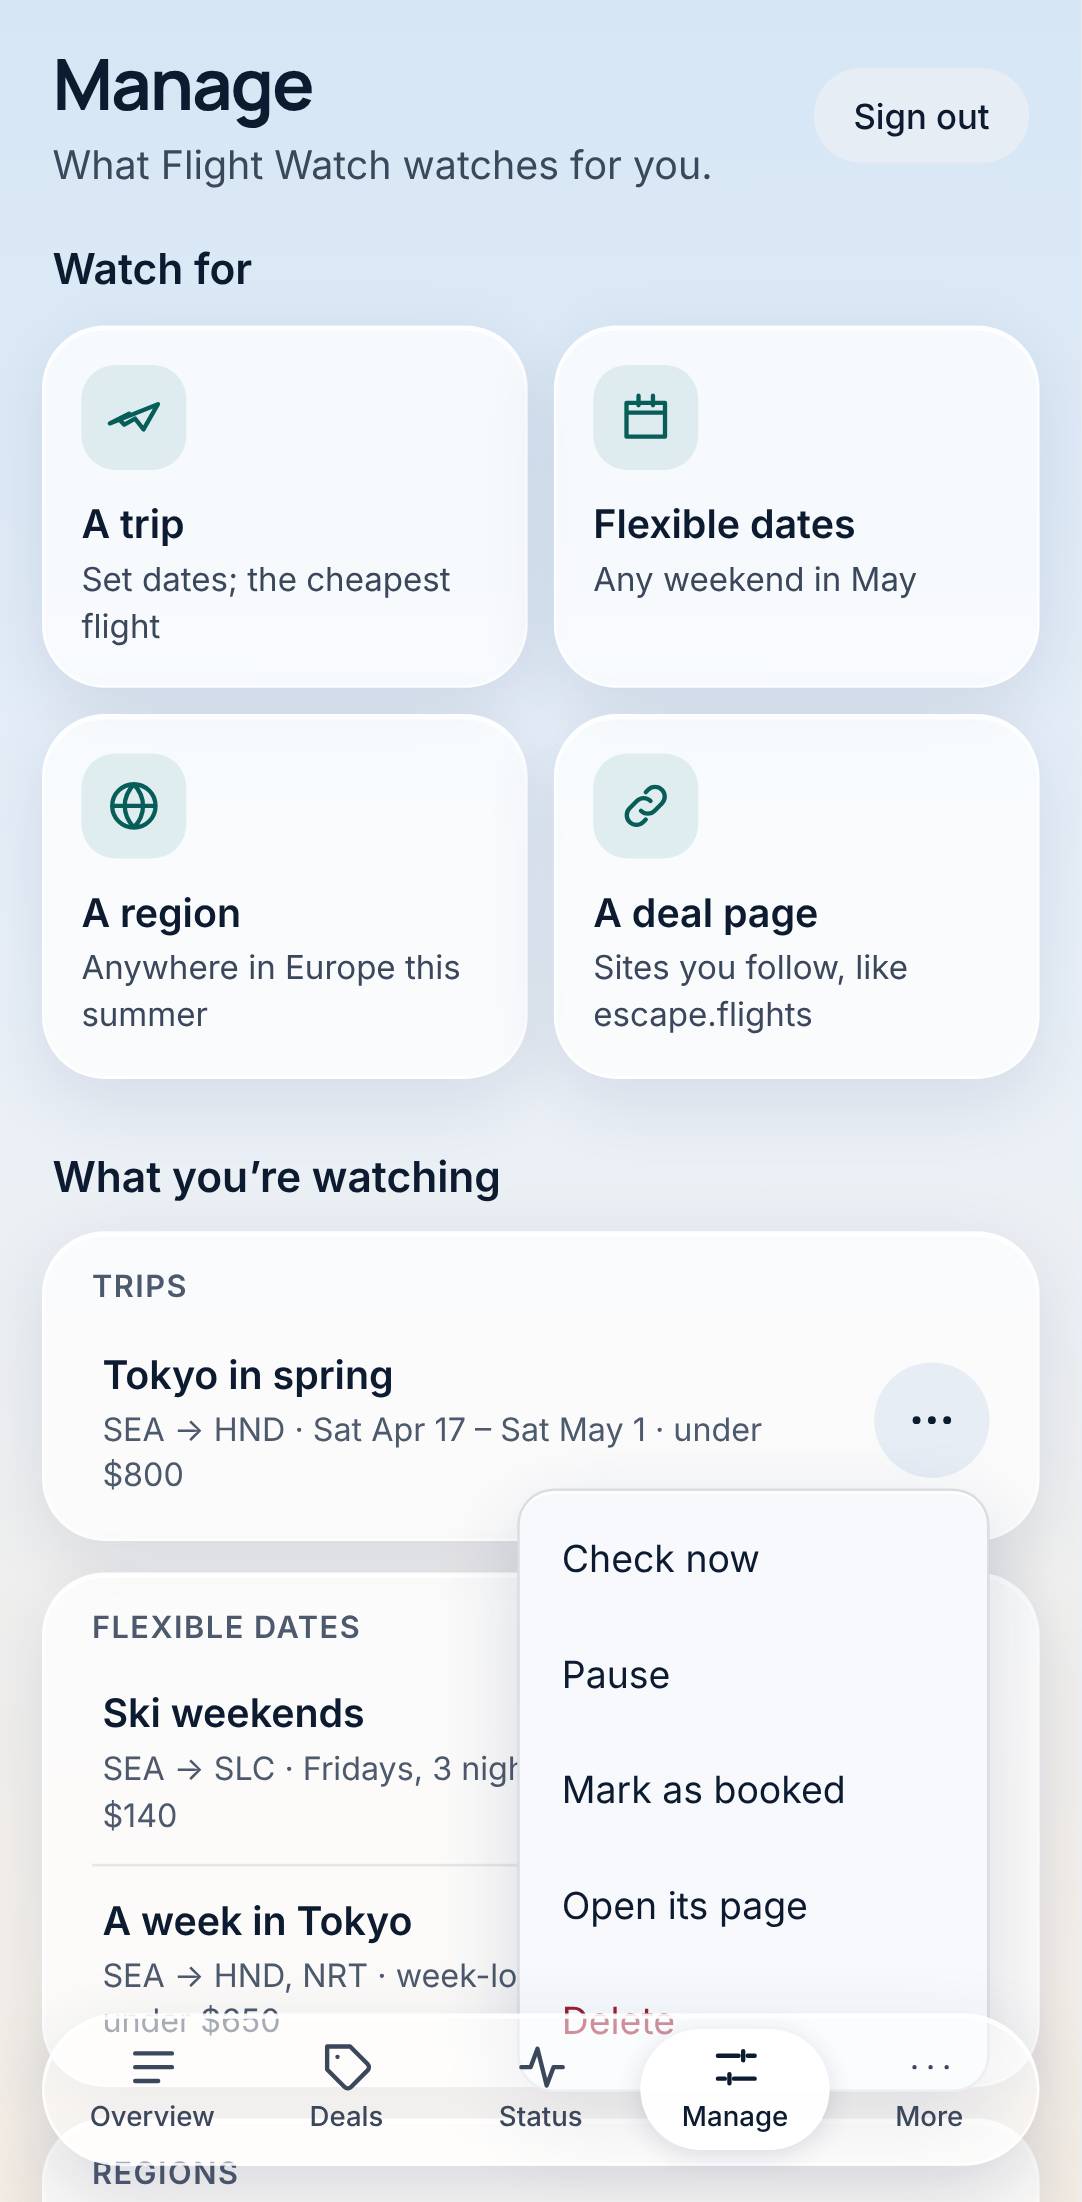 Manage
Sign out
What Flight Watch watches for you.
Watch for
A trip
Set dates; the cheapest
flight
Flexible dates
Any weekend in May
A region
Anywhere in Europe this
summer
A deal page
Sites you follow, like
escape.flights
What you’re watching
TRIPS
Tokyo in spring
SEA → HND · Sat Apr 17 – Sat May 1 · under
$800
Check now
Pause
Mark as booked
Open its page
Delete
FLEXIBLE DATES
Ski weekends
SEA → SLC · Fridays, 3
$140
A week in Tokyo
SEA → HND, NRT ·
under $650
Overview
Deals
Status
Manage
More
REGIONS